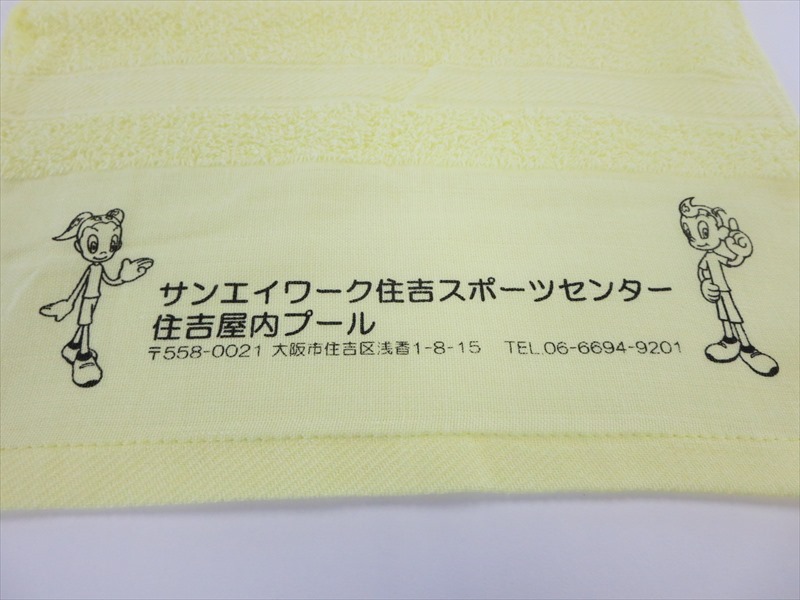 サンエイワーク住吉スポーツセンター
住吉屋内プール
〒558-0021 大阪市住吉区浅香1-8-15 TEL.06-6694-9201